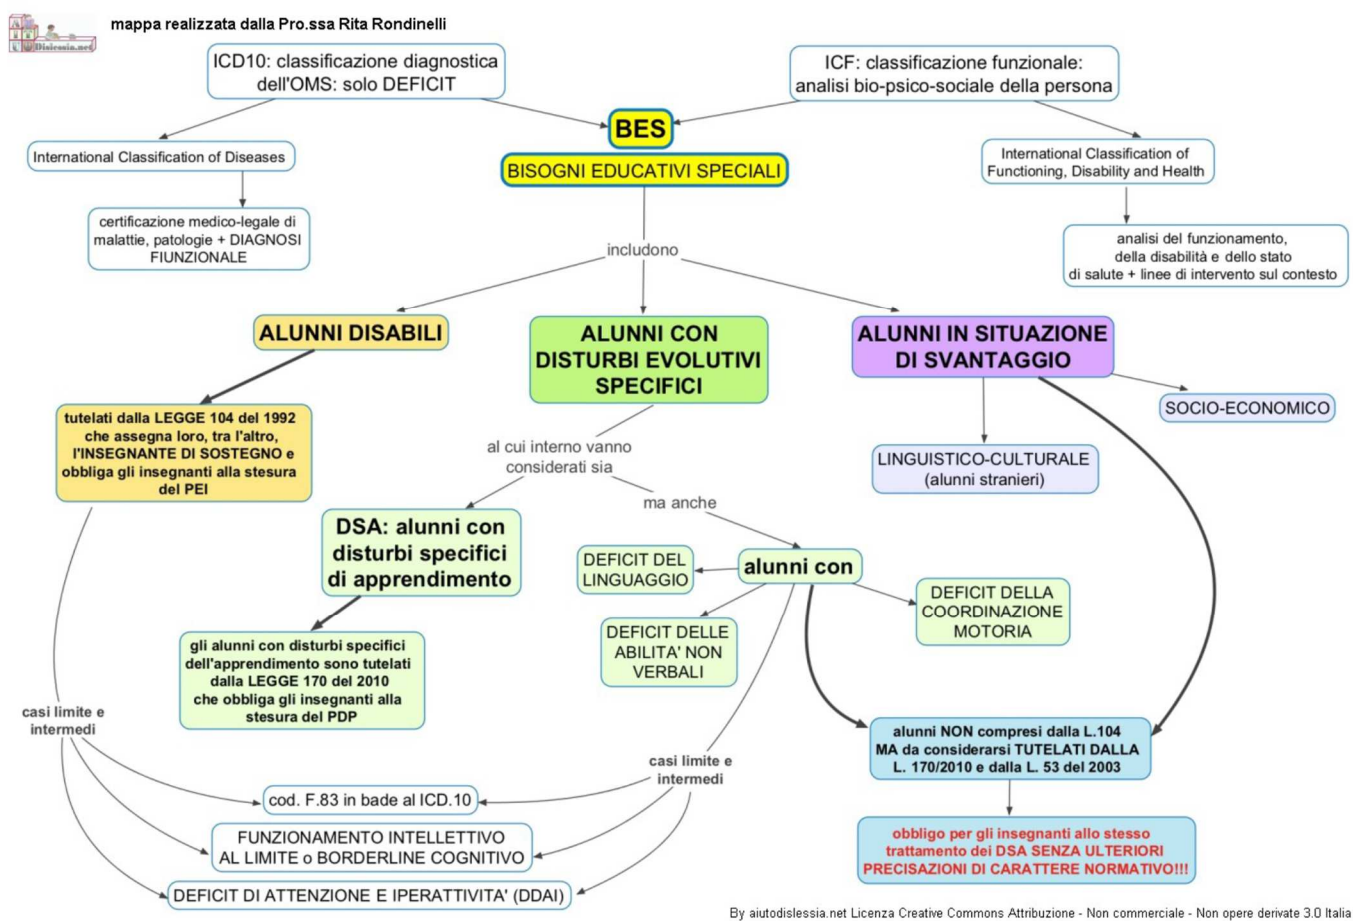 mappa realizzata dalla Pro.ssa Rita Rondinelli
Dislessia.net
ICD10: classificazione diagnostica
dell'OMS: solo DEFICIT
ICF: classificazione funzionale:
analisi bio-psico-sociale della persona
BES
International Classification of Diseases
BISOGNI EDUCATIVI SPECIALI
International Classification of
Functioning, Disability and Health
certificazione medico-legale di
malattie, patologie + DIAGNOSI
FIUNZIONALE
includono
analisi del funzionamento,
della disabilità e dello stato
di salute + linee di intervento sul contesto
ALUNNI DISABILI
ALUNNI CON
DISTURBI EVOLUTIVI
SPECIFICI
ALUNNI IN SITUAZIONE
DI SVANTAGGIO
tutelati dalla LEGGE 104 del 1992
che assegna loro, tra l'altro,
l'INSEGNANTE DI SOSTEGNO e
obbliga gli insegnanti alla stesura
del PEI
SOCIO-ECONOMICO
al cui interno vanno
considerati sia
LINGUISTICO-CULTURALE
(alunni stranieri)
ma anche
DSA: alunni con
disturbi specifici
di apprendimento
DEFICIT DEL
LINGUAGGIO
alunni con
DEFICIT DELLA
COORDINAZIONE
MOTORIA
DEFICIT DELLE
ABILITA' NON
VERBALI
gli alunni con disturbi specifici
dell'apprendimento sono tutelati
dalla LEGGE 170 del 2010
che obbliga gli insegnanti alla
stesura del PDP
casi limite e
intermedi
alunni NON compresi dalla L.104
MA da considerarsi TUTELATI DALLA
L. 170/2010 e dalla L. 53 del 2003
casi limite e
intermedi
cod. F.83 in bade al ICD.10
FUNZIONAMENTO INTELLETTIVO
AL LIMITE o BORDERLINE COGNITIVO
obbligo per gli insegnanti allo stesso
trattamento dei DSA SENZA ULTERIORI
PRECISAZIONI DI CARATTERE NORMATIVO!!!
DEFICIT DI ATTENZIONE E IPERATTIVITA' (DDAI)
By aiutodislessia.net Licenza Creative Commons Attribuzione - Non commerciale - Non opere derivate 3.0 Italia